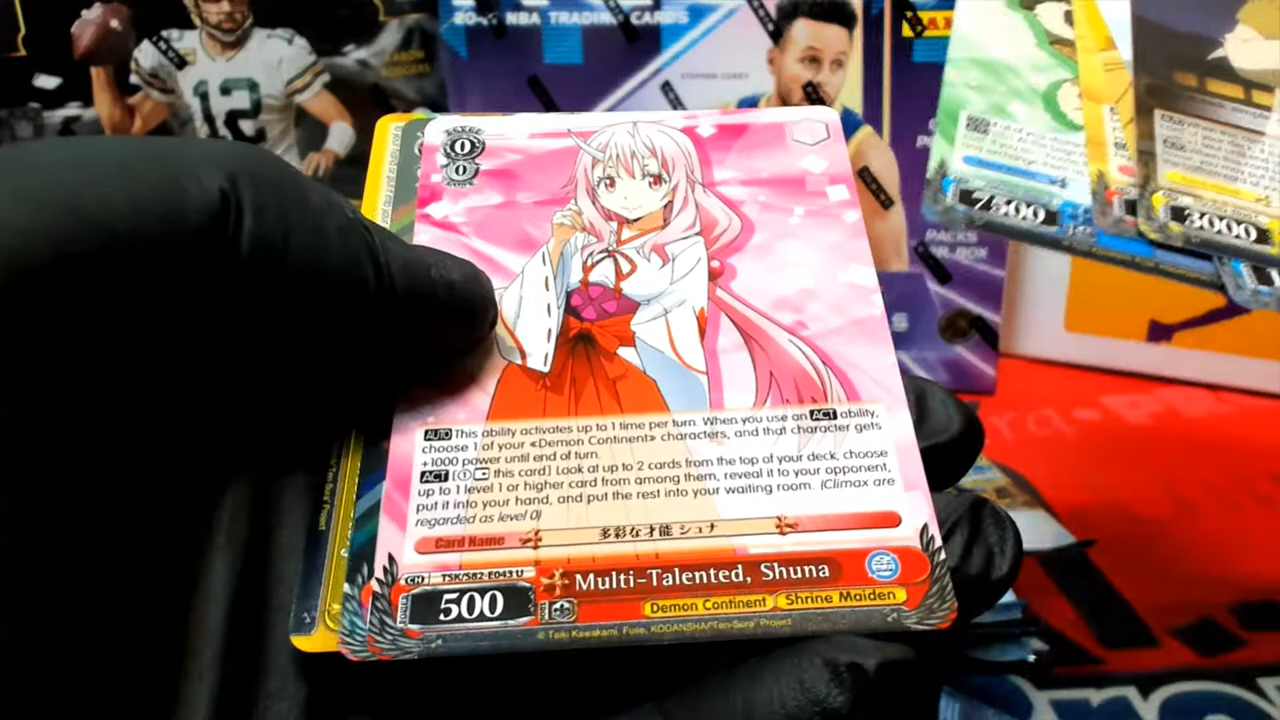 NBA TRADING CARDS
STEPHEN CURRY
12
PACKS
BOX
7500
3000
0
0
AUTO This ability activates up to 1 time per turn. When you use an ACT ability,
choose 1 of your «Demon Continent» characters, and that character gets
+1000 power until end of turn.
ACT [① this card] Look at up to 2 cards from the top of your deck, choose
up to 1 level 1 or higher card from among them, reveal it to your opponent,
put it into your hand, and put the rest into your waiting room. (Climax are
regarded as level 0)
Card Name 多彩な才能 シュナ
CH TSK/S82-E043 U
Multi-Talented, Shuna
500
Demon Continent Shrine Maiden
© Taiki Kawakami, Fuse, KODANSHA/"Ten-Sura" Project